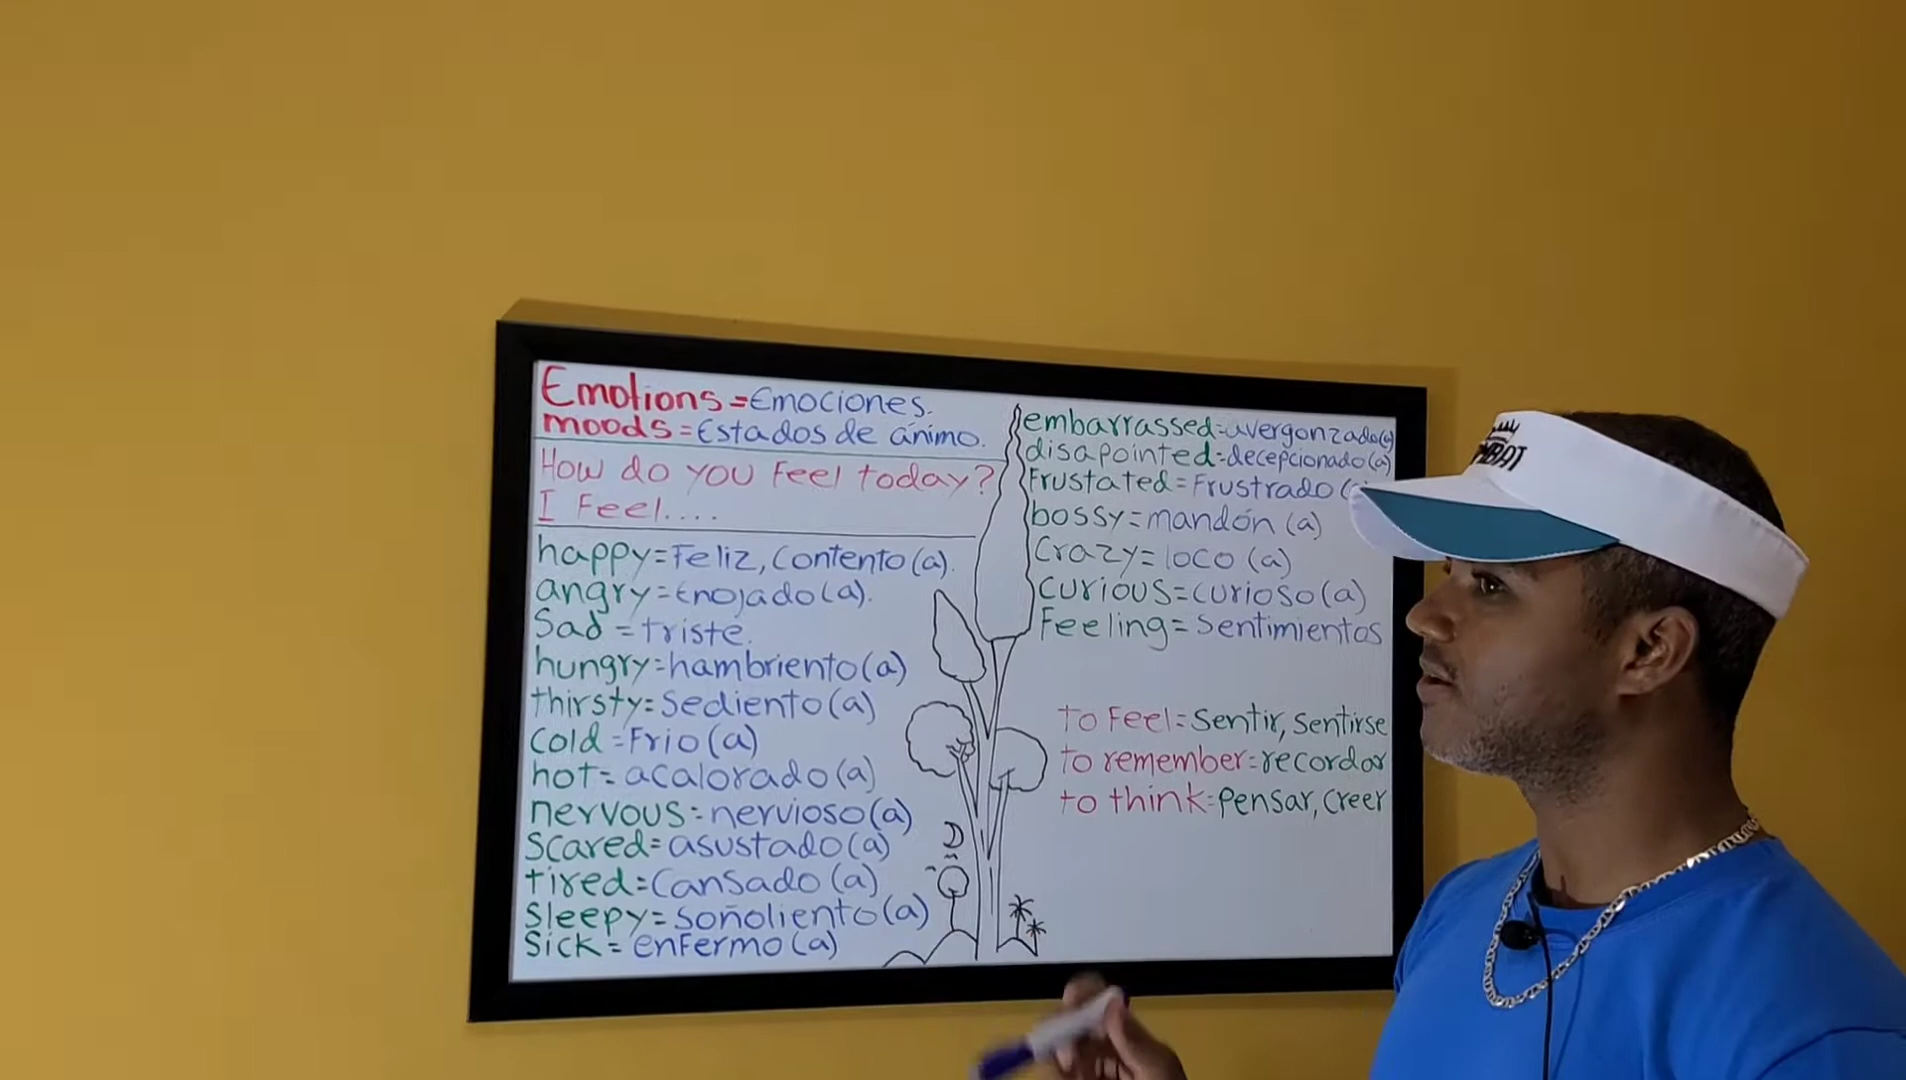 Emotions = Emociones.
moods = Estados de ánimo.
How do you Feel today?
I Feel....
happy = Feliz, Contento(a).
angry = Enojado(a).
Sad = triste.
hungry = hambriento(a)
thirsty = Sediento(a)
Cold = Frio(a)
hot = acalorado(a)
nervous = nervioso(a)
Scared = asustado(a)
tired = Cansado(a)
Sleepy = Soñoliento(a)
Sick = enFermo(a)
D
embarrassed = avergonzado(a)
disapointed = decepcionado(a)
Frustated = Frustrado
bossy = mandón (a)
Crazy = loco (a)
curious = curioso(a)
Feeling = Sentimientos
to Feel = Sentir, Sentirse
to remember = recordar
to think = Pensar, Creer